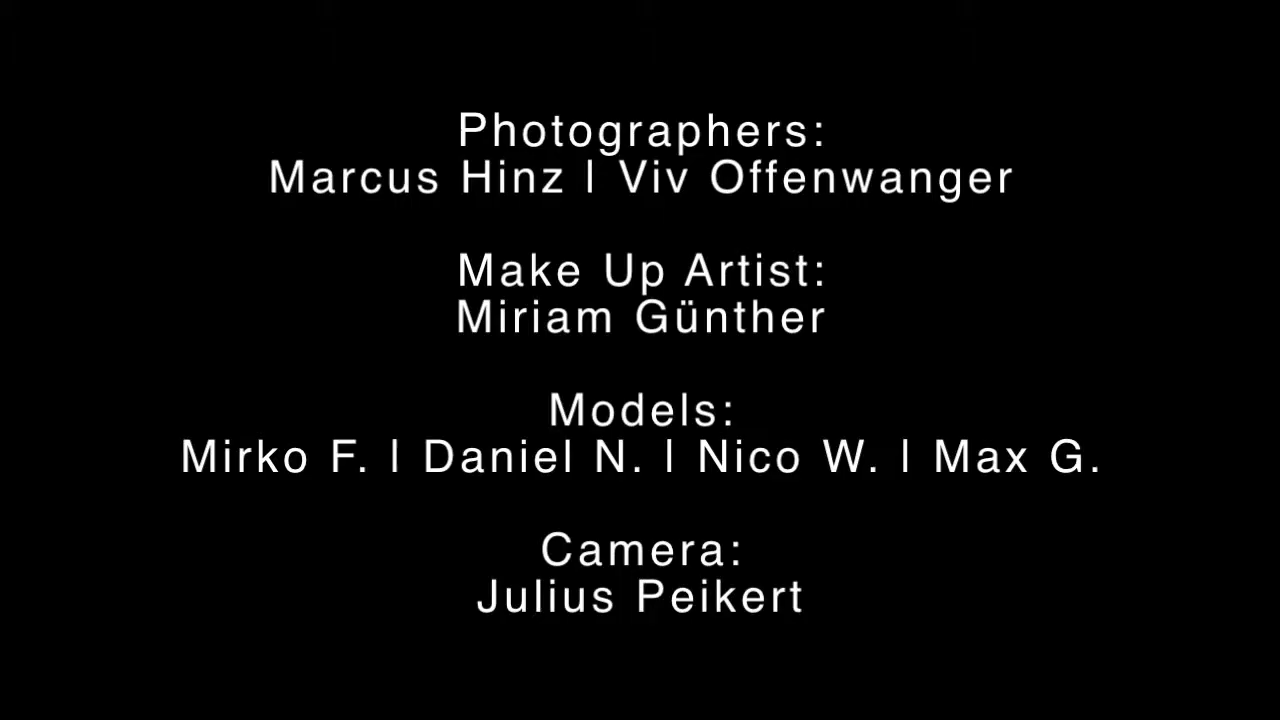 Photographers:
Marcus Hinz | Viv Offenwanger
Make Up Artist:
Miriam Günther
Models:
Mirko F. | Daniel N. | Nico W. | Max G.
Camera:
Julius Peikert